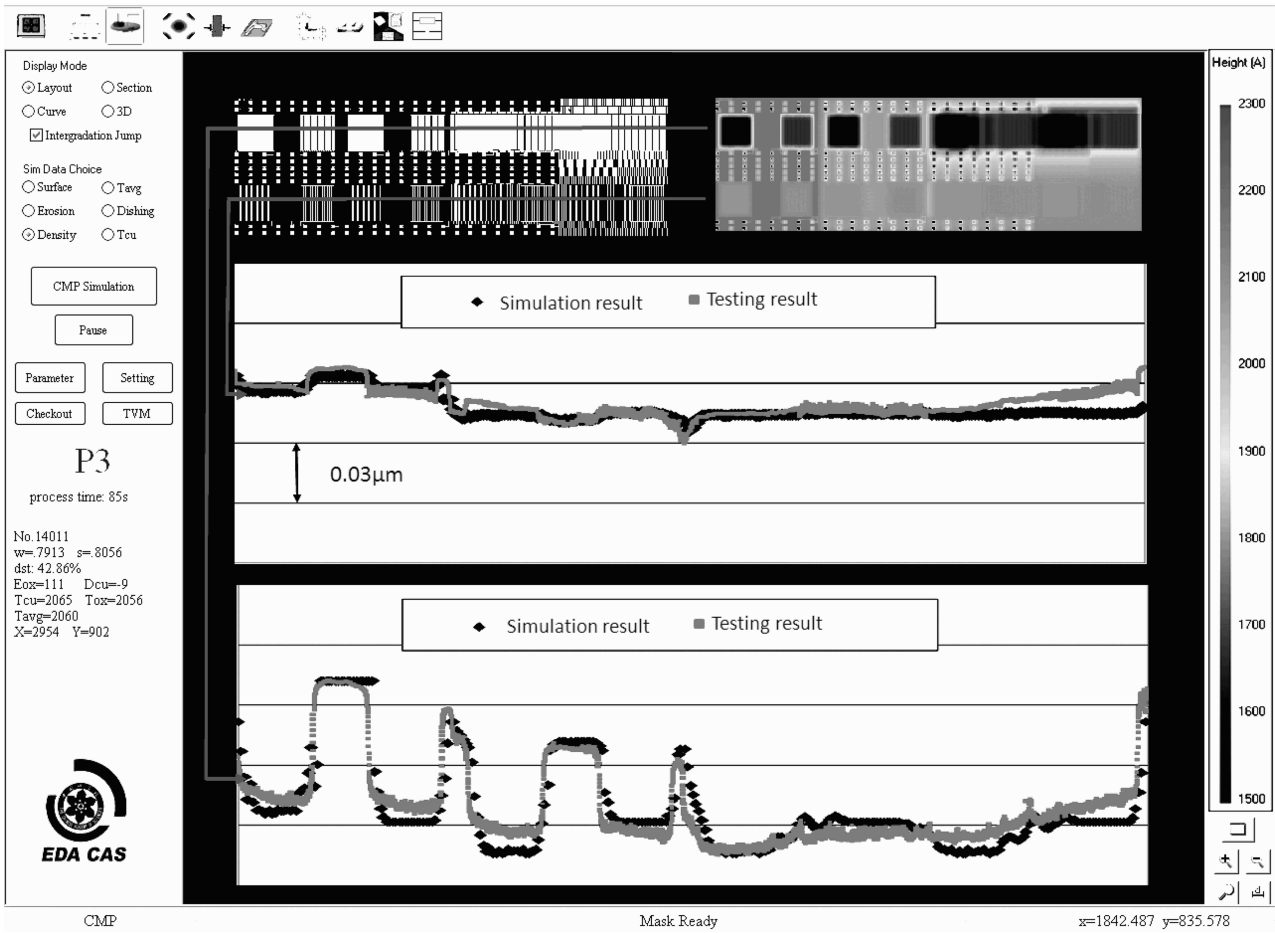 Display Mode
Layout Section
Curve 3D
Intergradation Jump
Sim Data Choice
Surface Tavg
Erosion Dishing
Density Tcu
CMP Simulation
Pause
Parameter Setting
Checkout TVM
P3
process time: 85s
No.14011
w=.7913 s=.8056
dst: 42.86%
Eox=111 Dcu=-9
Tcu=2065 Tox=2056
Tavg=2060
X=2954 Y=902
EDA CAS
Simulation result Testing result
0.03μm
Simulation result Testing result
Height (A)
2300
2200
2100
2000
1900
1800
1700
1600
1500
CMP Mask Ready x=1842.487 y=835.578